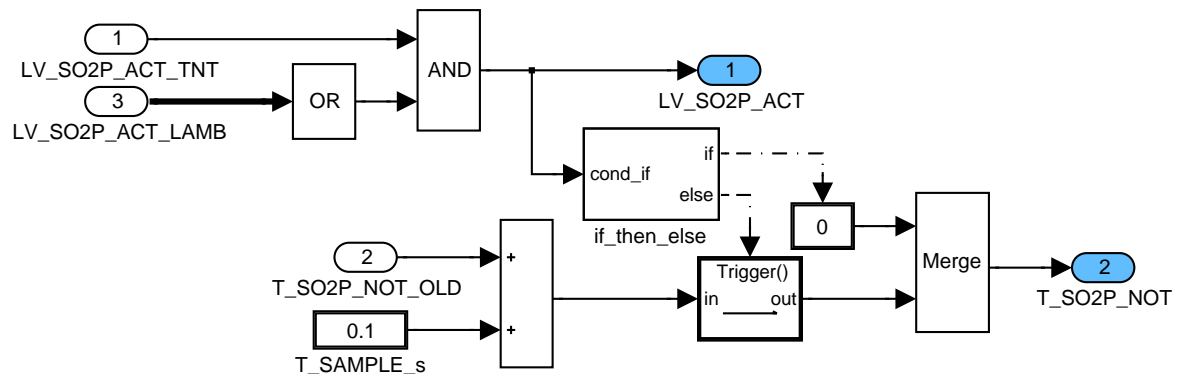 1
LV_SO2P_ACT_TNT
3
LV_SO2P_ACT_LAMB
OR
AND
1
LV_SO2P_ACT
cond_if
if
else
if_then_else
0
2
T_SO2P_NOT_OLD
0.1
T_SAMPLE_s
+
+
Trigger()
in
out
Merge
2
T_SO2P_NOT